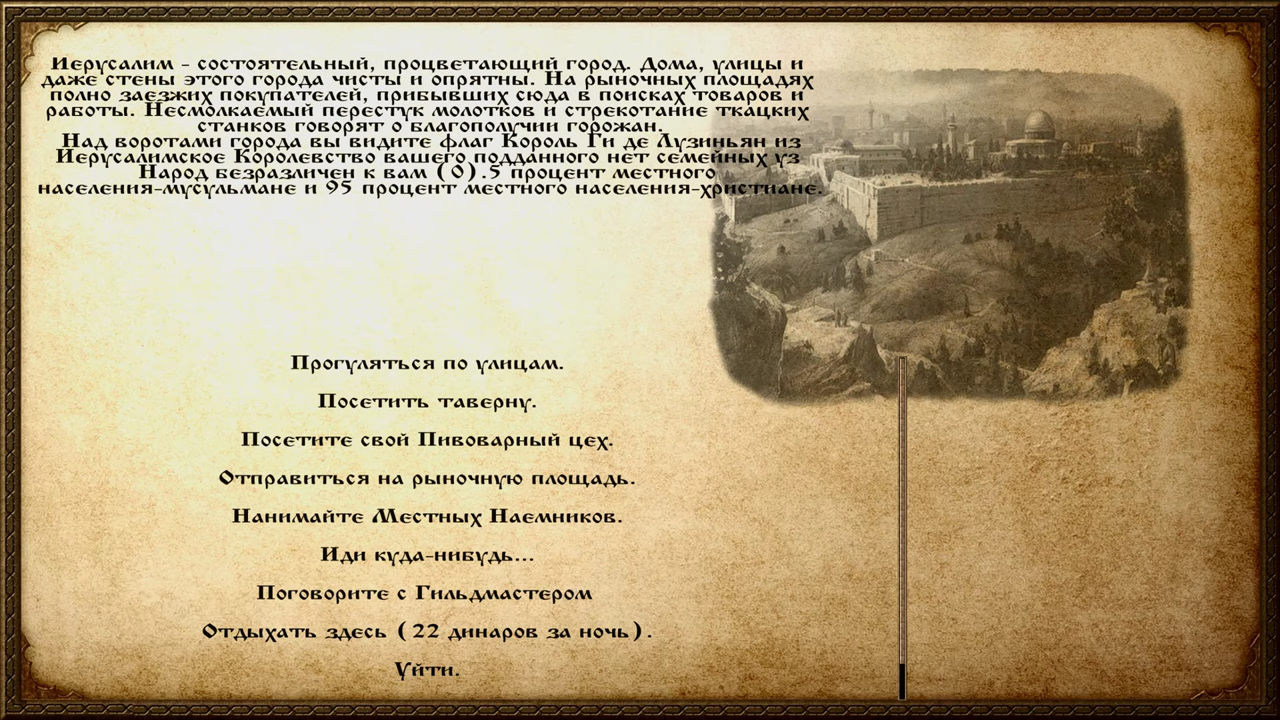 Иерусалим - состоятельный, процветающий город. Дома, улицы и
даже стены этого города чисты и опрятны. На рыночных площадях
полно заезжих покупателей, прибывших сюда в поисках товаров и
работы. Несмолкаемый перестук молотков и стрекотание ткацких
станков говорят о благополучии горожан.
Над воротами города вы видите флаг Король Ги де Лузиньян из
Иерусалимское Королевство вашего подданного нет семейных уз
Народ безразличен к вам (0).5 процент местного
населения-мусульмане и 95 процент местного населения-христиане.
Прогуляться по улицам.
Посетить таверну.
Посетите свой Пивоварный цех.
Отправиться на рыночную площадь.
Нанимайте Местных Наемников.
Иди куда-нибудь...
Поговорите с Гильдмастером
Отдыхать здесь (22 динаров за ночь).
Уйти.